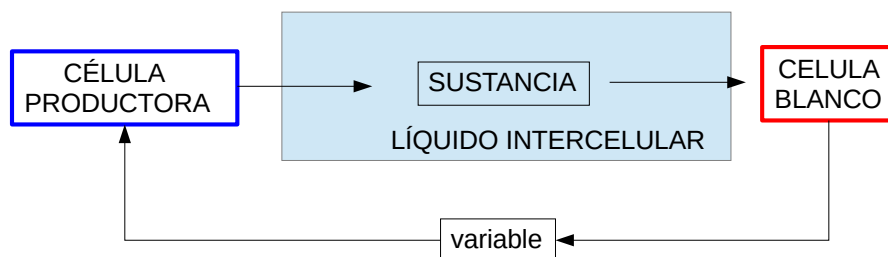 CÉLULA
PRODUCTORA
SUSTANCIA
LÍQUIDO INTERCELULAR
CELULA
BLANCO
variable